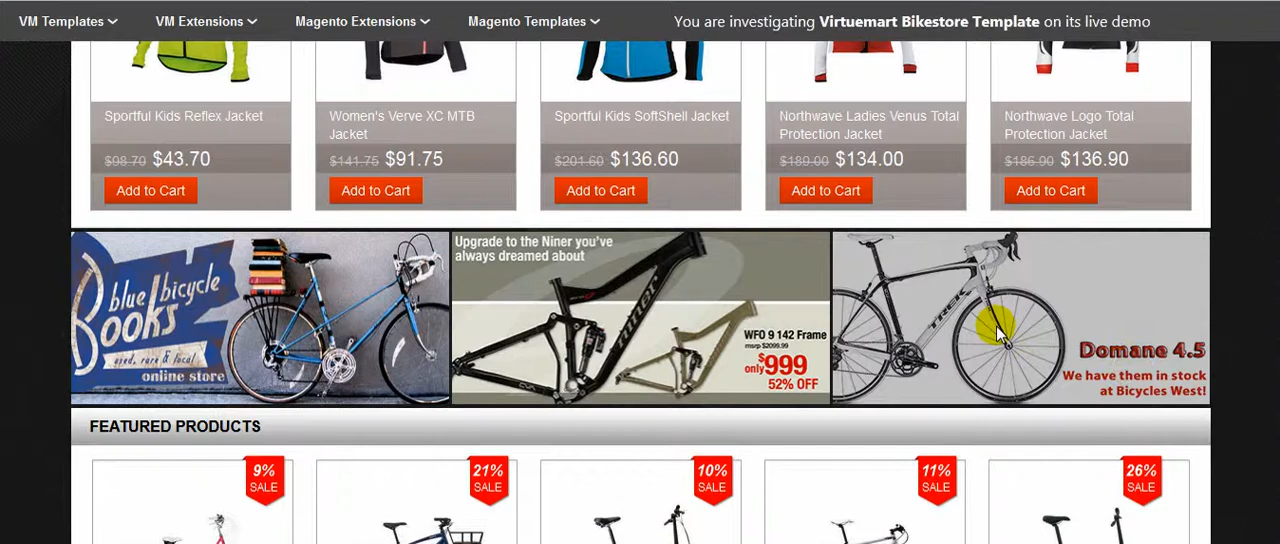 VM Templates VM Extensions Magento Extensions Magento Templates You are investigating Virtuemart Bikestore Template on its live demo
Sportful Kids Reflex Jacket
$98.70 $43.70
Add to Cart
Women's Verve XC MTB
Jacket
$141.75 $91.75
Add to Cart
Sportful Kids SoftShell Jacket
$201.60 $136.60
Add to Cart
Northwave Ladies Venus Total
Protection Jacket
$189.00 $134.00
Add to Cart
Northwave Logo Total
Protection Jacket
$186.90 $136.90
Add to Cart
blue bicycle
Books
used, rare & local
online store
Upgrade to the Niner you've
always dreamed about
niner
WFO 9 142 Frame
msrp $2099.99
only $999
52% OFF
TREK
Domane 4.5
We have them in stock
at Bicycles West!
FEATURED PRODUCTS
9%
SALE
21%
SALE
10%
SALE
11%
SALE
26%
SALE